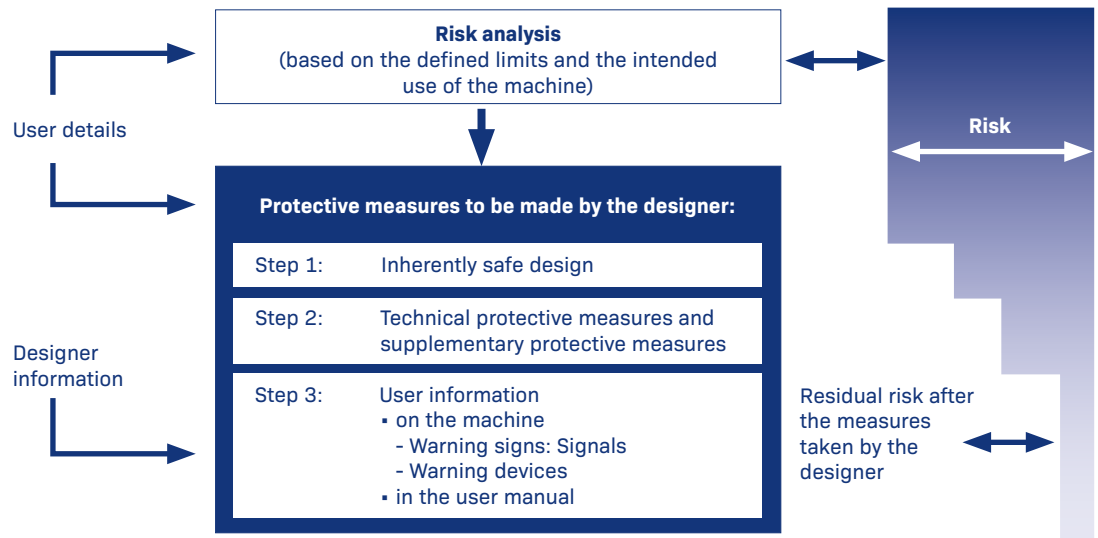 Risk analysis
(based on the defined limits and the intended
use of the machine)
Risk
User details
Protective measures to be made by the designer:
Step 1: Inherently safe design
Step 2: Technical protective measures and
supplementary protective measures
Designer
information
Step 3: User information
▪ on the machine
- Warning signs: Signals
- Warning devices
▪ in the user manual
Residual risk after
the measures
taken by the
designer